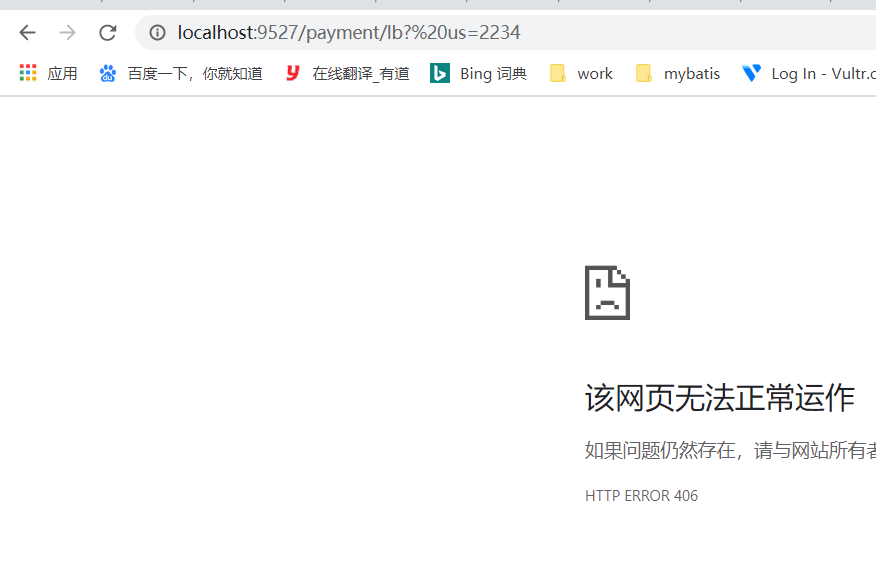 localhost:9527/payment/lb?%20us=2234
应用 百度一下，你就知道 在线翻译_有道 Bing 词典 work mybatis Log In - Vultr.c
该网页无法正常运作
如果问题仍然存在，请与网站所有者
HTTP ERROR 406